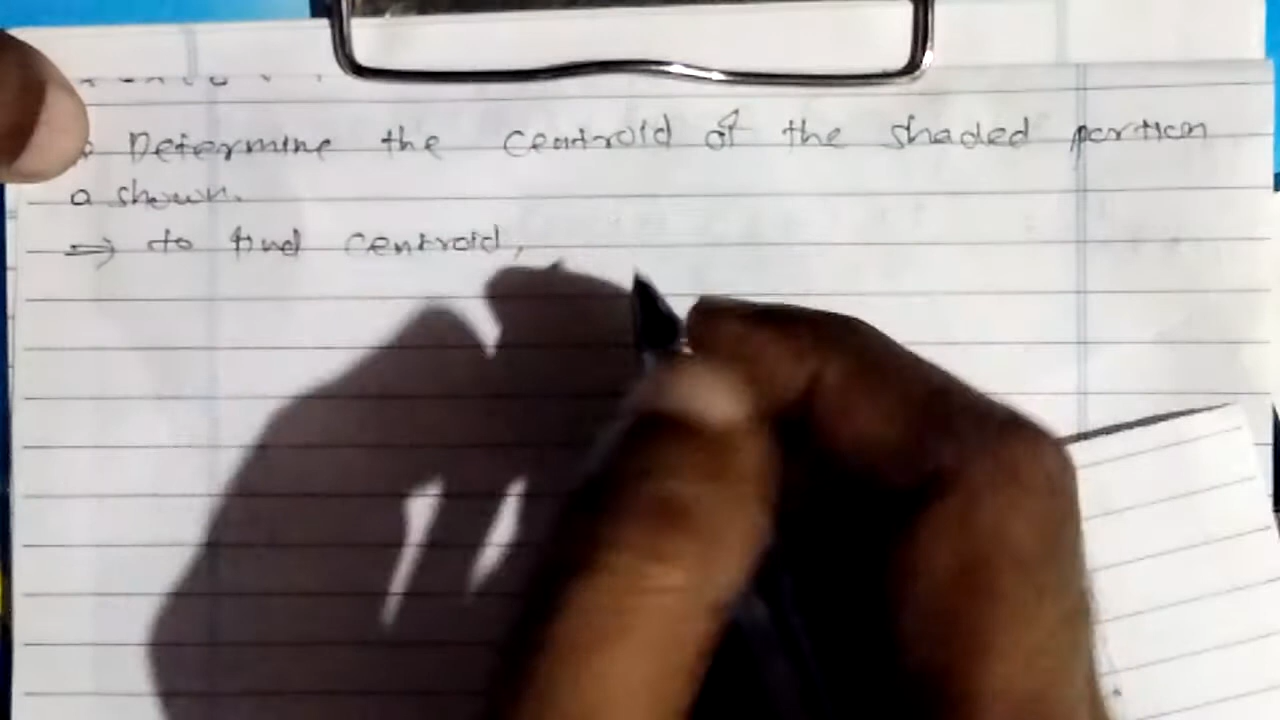 Determine the centroid of the shaded portion
a shown.
⇒ to find centroid,